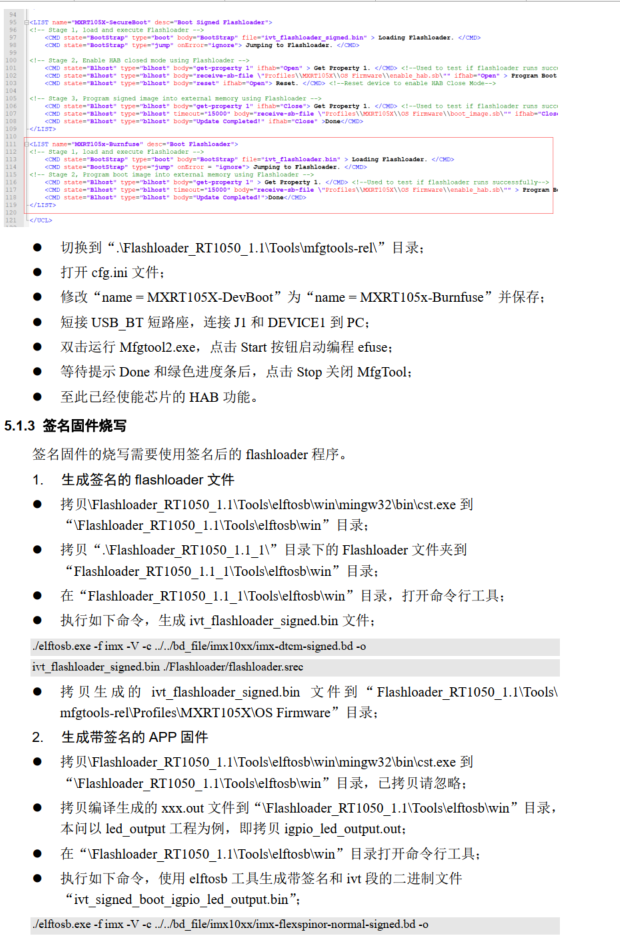 94
95 <LIST name="MXRT105X-SecureBoot" desc="Boot Signed Flashloader">
96 <!-- Stage 1, load and execute Flashloader -->
97 <CMD state="BootStrap" type="boot" body="BootStrap" file="ivt_flashloader_signed.bin" > Loading Flashloader. </CMD>
98 <CMD state="BootStrap" type="jump" onError="ignore"> Jumping to Flashloader. </CMD>
99
100 <!-- Stage 2, Enable HAB closed mode using Flashloader -->
101 <CMD state="Blhost" type="blhost" body="get-property 1" ifhab="Open" > Get Property 1. </CMD> <!--Used to test if flashloader runs succ
102 <CMD state="Blhost" type="blhost" body="receive-sb-file \"Profiles\\MXRT105X\\OS Firmware\\enable_hab.sb\"" ifhab="Open" > Program Boot
103 <CMD state="Blhost" type="blhost" body="reset" ifhab="Open"> Reset. </CMD> <!--Reset device to enable HAB Close Mode-->
104
105 <!-- Stage 3, Program signed image into external memory using Flashloader -->
106 <CMD state="Blhost" type="blhost" body="get-property 1" ifhab="Close"> Get Property 1. </CMD> <!--Used to test if flashloader runs succ
107 <CMD state="Blhost" type="blhost" timeout="15000" body="receive-sb-file \"Profiles\\MXRT105X\\OS Firmware\\boot_image.sb\"" ifhab="Clos
108 <CMD state="Blhost" type="blhost" body="Update Completed!" ifhab="Close" >Done</CMD>
109 </LIST>
110
111 <LIST name="MXRT105x-Burnfuse" desc="Boot Flashloader">
112 <!-- Stage 1, load and execute Flashloader -->
113 <CMD state="BootStrap" type="boot" body="BootStrap" file="ivt_flashloader.bin" > Loading Flashloader. </CMD>
114 <CMD state="BootStrap" type="jump" onError = "ignore"> Jumping to Flashloader. </CMD>
115 <!-- Stage 2, Program boot image into external memory using Flashloader -->
116 <CMD state="Blhost" type="blhost" body="get-property 1" > Get Property 1. </CMD> <!--Used to test if flashloader runs successfully-->
117 <CMD state="Blhost" type="blhost" timeout="15000" body="receive-sb-file \"Profiles\\MXRT105X\\OS Firmware\\enable_hab.sb\"" > Program B
118 <CMD state="Blhost" type="blhost" body="Update Completed!">Done</CMD>
119 </LIST>
120
121 </UCL>
● 切换到“.\Flashloader_RT1050_1.1\Tools\mfgtools-rel\”目录;
● 打开 cfg.ini 文件;
● 修改“name = MXRT105X-DevBoot”为“name = MXRT105x-Burnfuse”并保存;
● 短接 USB_BT 短路座，连接 J1 和 DEVICE1 到 PC;
● 双击运行 Mfgtool2.exe，点击 Start 按钮启动编程 efuse;
● 等待提示 Done 和绿色进度条后，点击 Stop 关闭 MfgTool;
● 至此已经使能芯片的 HAB 功能。
5.1.3 签名固件烧写
签名固件的烧写需要使用签名后的 flashloader 程序。
1. 生成签名的 flashloader 文件
● 拷贝\Flashloader_RT1050_1.1\Tools\elftosb\win\mingw32\bin\cst.exe 到
“\Flashloader_RT1050_1.1\Tools\elftosb\win”目录;
● 拷贝“.\Flashloader_RT1050_1.1_1\”目录下的 Flashloader 文件夹到
“Flashloader_RT1050_1.1_1\Tools\elftosb\win”目录;
● 在“Flashloader_RT1050_1.1_1\Tools\elftosb\win”目录，打开命令行工具;
● 执行如下命令，生成 ivt_flashloader_signed.bin 文件;
./elftosb.exe -f imx -V -c ../../bd_file/imx10xx/imx-dtcm-signed.bd -o
ivt_flashloader_signed.bin ./Flashloader/flashloader.srec
● 拷贝生成的 ivt_flashloader_signed.bin 文件到“Flashloader_RT1050_1.1\Tools\
mfgtools-rel\Profiles\MXRT105X\OS Firmware”目录;
2. 生成带签名的 APP 固件
● 拷贝\Flashloader_RT1050_1.1\Tools\elftosb\win\mingw32\bin\cst.exe 到
“\Flashloader_RT1050_1.1\Tools\elftosb\win”目录，已拷贝请忽略;
● 拷贝编译生成的 xxx.out 文件到“\Flashloader_RT1050_1.1\Tools\elftosb\win”目录，
本问以 led_output 工程为例，即拷贝 igpio_led_output.out;
● 在“\Flashloader_RT1050_1.1\Tools\elftosb\win”目录打开命令行工具;
● 执行如下命令，使用 elftosb 工具生成带签名和 ivt 段的二进制文件
“ivt_signed_boot_igpio_led_output.bin”;
./elftosb.exe -f imx -V -c ../../bd_file/imx10xx/imx-flexspinor-normal-signed.bd -o